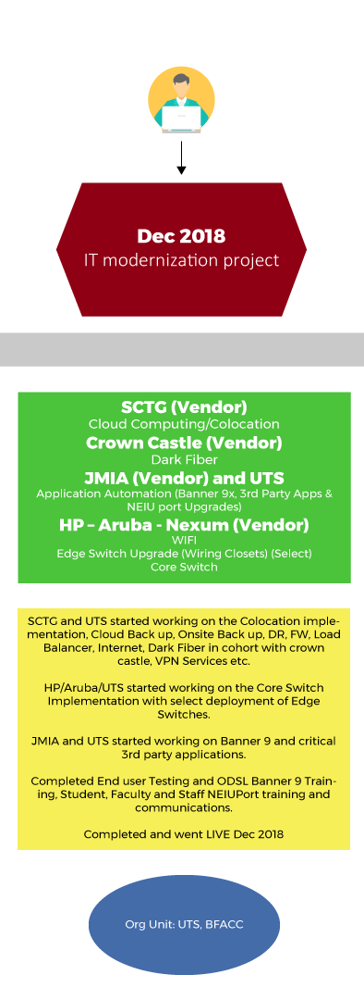 Dec 2018
IT modernization project
SCTG (Vendor)
Cloud Computing/Colocation
Crown Castle (Vendor)
Dark Fiber
JMIA (Vendor) and UTS
Application Automation (Banner 9x, 3rd Party Apps &
NEIU port Upgrades)
HP – Aruba - Nexum (Vendor)
WIFI
Edge Switch Upgrade (Wiring Closets) (Select)
Core Switch
SCTG and UTS started working on the Colocation imple-
mentation, Cloud Back up, Onsite Back up, DR, FW, Load
Balancer, Internet, Dark Fiber in cohort with crown
castle, VPN Services etc.
HP/Aruba/UTS started working on the Core Switch
Implementation with select deployment of Edge
Switches.
JMIA and UTS started working on Banner 9 and critical
3rd party applications.
Completed End user Testing and ODSL Banner 9 Train-
ing, Student, Faculty and Staff NEIUPort training and
communications.
Completed and went LIVE Dec 2018
Org Unit: UTS, BFACC